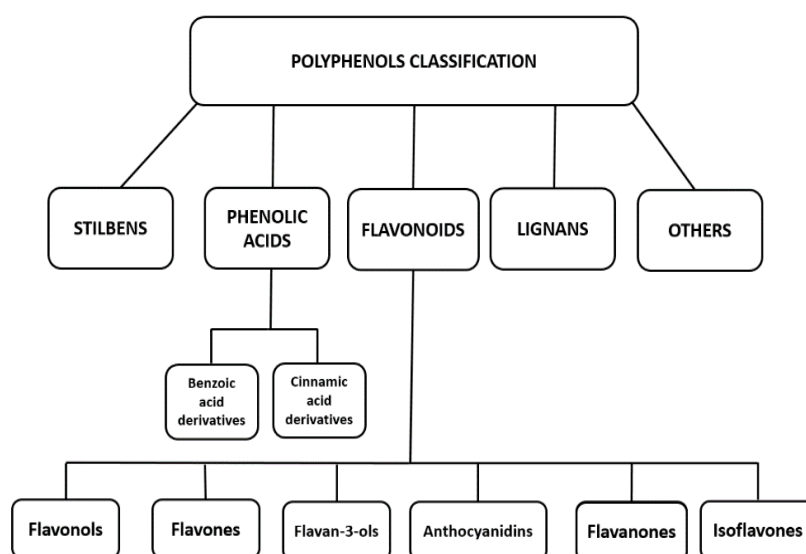 POLYPHENOLS CLASSIFICATION
STILBENS
PHENOLIC
ACIDS
FLAVONOIDS
LIGNANS
OTHERS
Benzoic
acid
derivatives
Cinnamic
acid
derivatives
Flavonols
Flavones
Flavan-3-ols
Anthocyanidins
Flavanones
Isoflavones